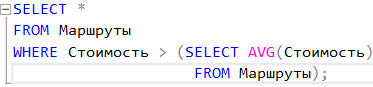 SELECT *
FROM Маршруты
WHERE Стоимость > (SELECT AVG(Стоимость)
FROM Маршруты);